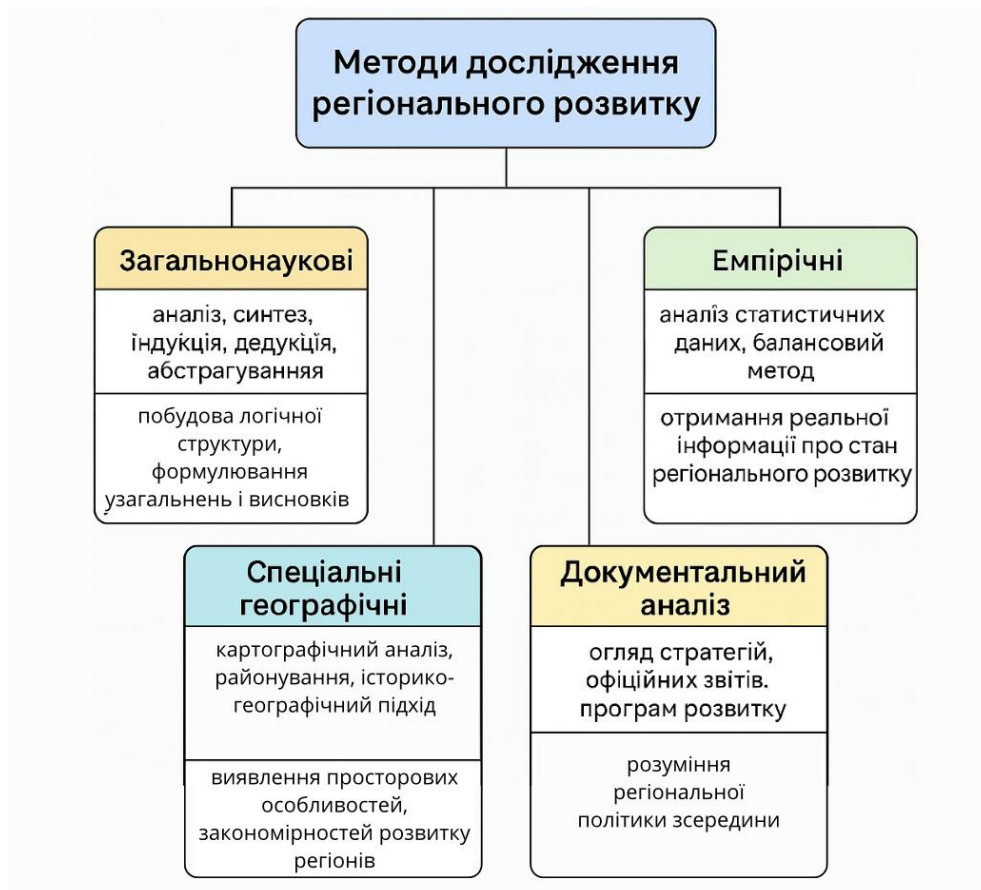 Методи дослідження
регіонального розвитку
Загальнонаукові
аналіз, синтез,
індукція, дедукція,
абстрагуванняя
побудова логічної
структури,
формулювання
узагальнень і висновків
Емпіричні
аналіз статистичних
даних, балансовий
метод
отримання реальної
інформації про стан
регіонального розвитку
Спеціальні
географічні
картографічний аналіз,
районування, історико-
географічний підхід
виявлення просторових
особливостей,
закономірностей розвитку
регіонів
Документальний
аналіз
огляд стратегій,
офіційних звітів.
програм розвитку
розуміння
регіональної
політики зсередини